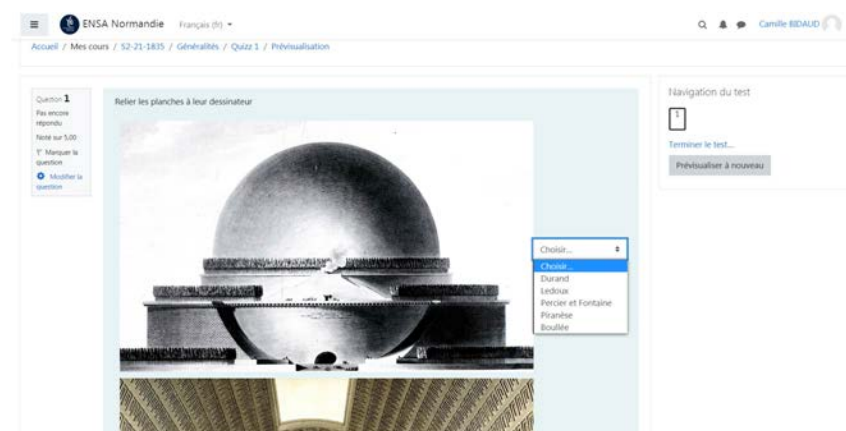 ENSA Normandie Français (fr)
Camille BIDAUD
Accueil / Mes cours / S2-21-1835 / Généralités / Quizz 1 / Prévisualisation
Question 1
Pas encore
répondu
Noté sur 5,00
Marquer la
question
Modifier la
question
Relier les planches à leur dessinateur
Choisir...
Choisir...
Durand
Ledoux
Percier et Fontaine
Piranèse
Boullée
Navigation du test
1
Terminer le test...
Prévisualiser à nouveau